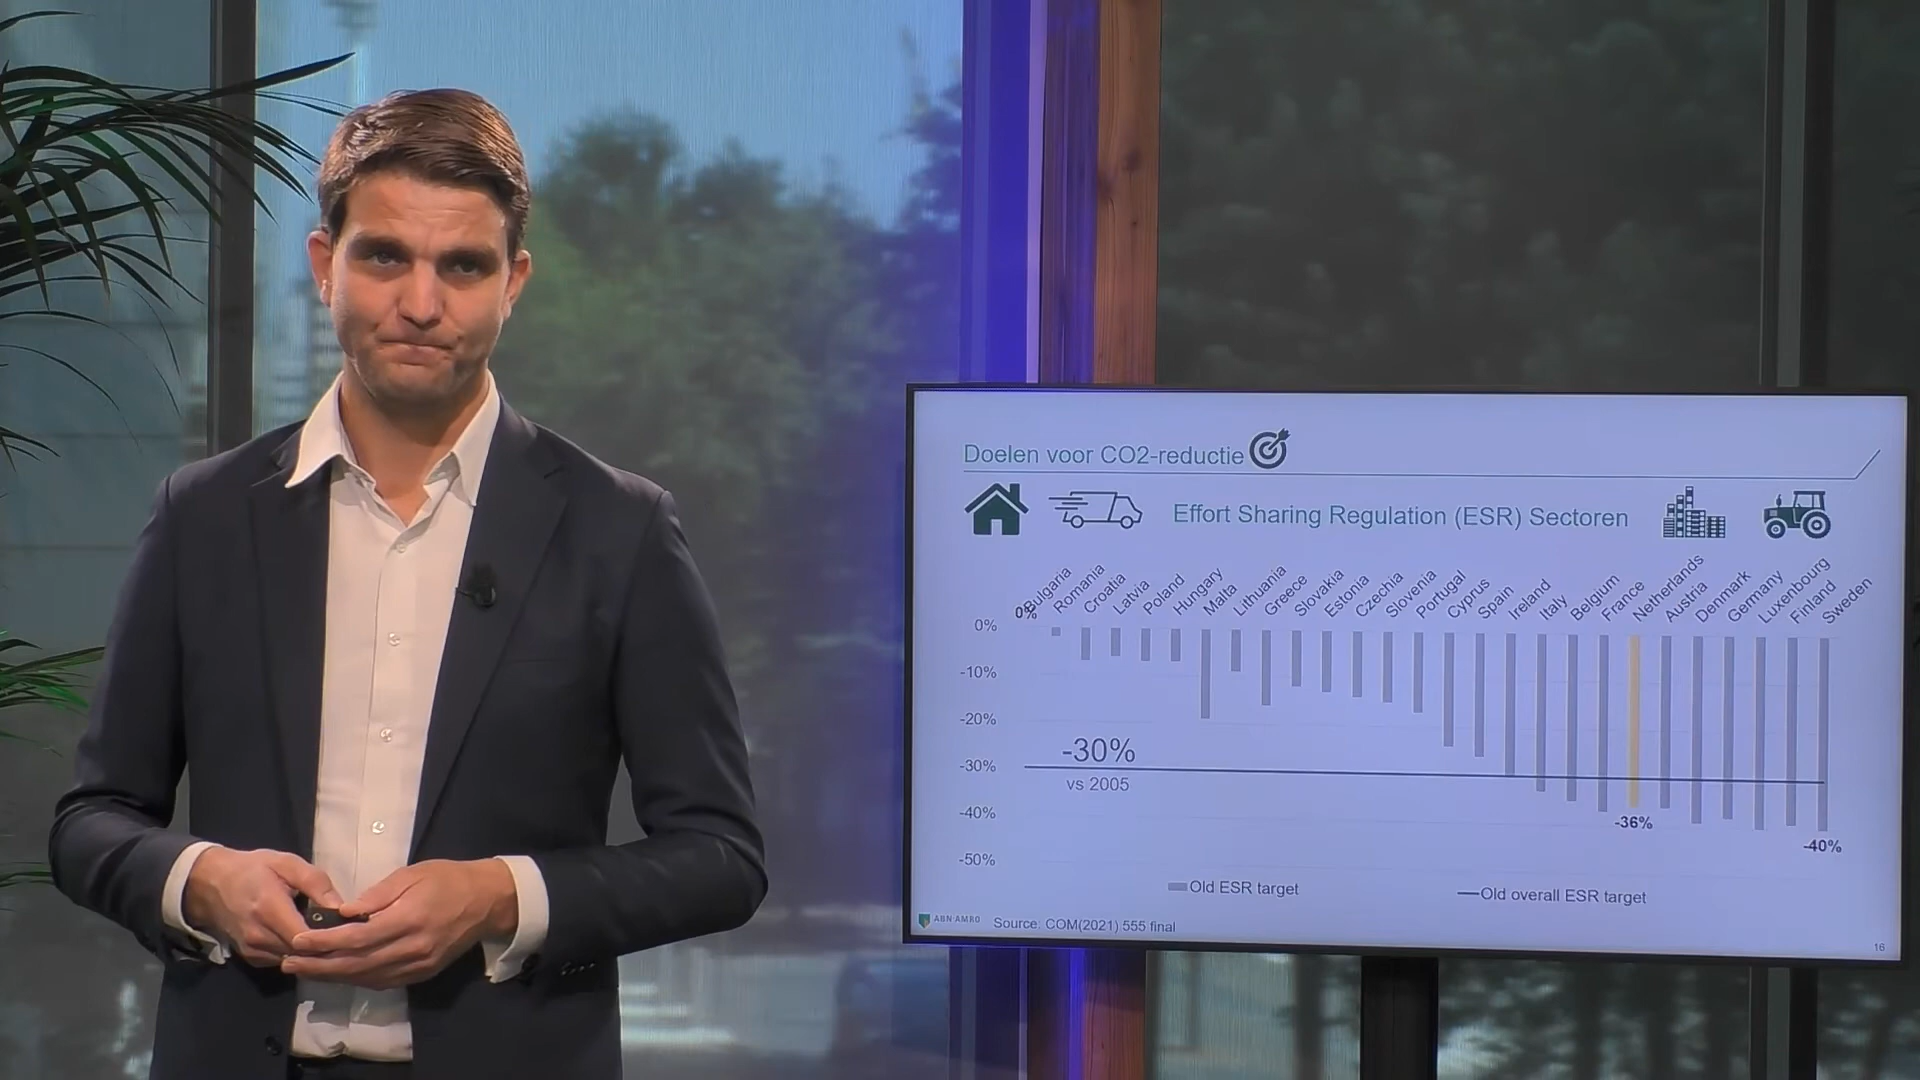 Doelen voor CO2-reductie
Effort Sharing Regulation (ESR) Sectoren
0%
Bulgaria
Romania
Croatia
Latvia
Poland
Hungary
Malta
Lithuania
Greece
Slovakia
Estonia
Czechia
Slovenia
Portugal
Cyprus
Spain
Ireland
Italy
Belgium
France
Netherlands
Austria
Denmark
Germany
Luxembourg
Finland
Sweden
0%
-10%
-20%
-30%
-40%
-50%
-30%
vs 2005
-36%
-40%
Old ESR target
Old overall ESR target
ABN·AMRO
Source: COM(2021) 555 final
16